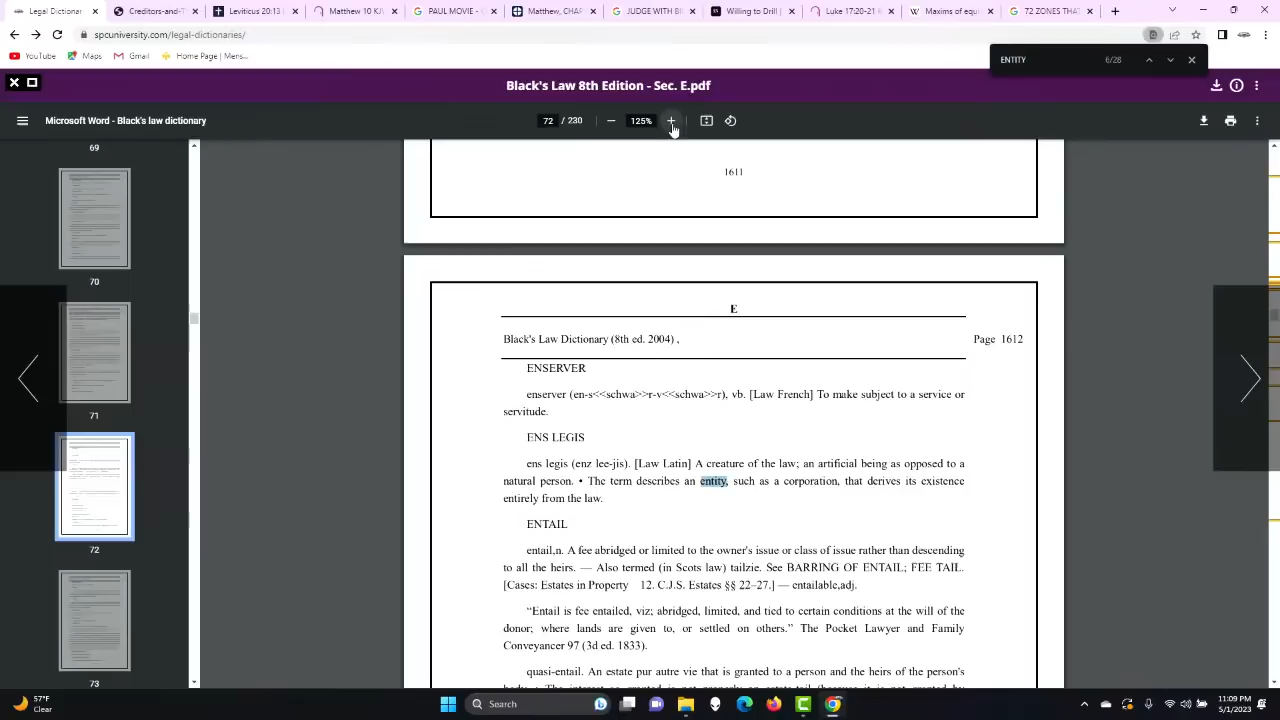 Creditors-and-T
Leviticus 20:13
Matthew 10 KJV
PAUL MOVIE -
Matthew, CHAP
JUDGE WITH BI
Willing to Drill
Luke 17:20-21
Maxims of equi
72 ZONES THAT
spcuniversity.com/legal-dictionaries/
YouTube Maps Gmail Home Page | Mens...
ENTITY 6/28
Black's Law 8th Edition - Sec. E.pdf
Microsoft Word - Black's law dictionary
72 / 230
125%
69
70
71
72
73
1611
E
Black's Law Dictionary (8th ed. 2004) ,
Page 1612
ENSERVER
enserver (en-s<<schwa>>r-v<<schwa>>r), vb. [Law French] To make subject to a service or
servitude.
ENS LEGIS
legis (enz lee-jis). [Law Latin] A creature of the law; an artificial being as opposed to a
natural person. • The term describes an entity, such as a corporation, that derives its existence
entirely from the law.
ENTAIL
entail,n. A fee abridged or limited to the owner's issue or class of issue rather than descending
to all the heirs. — Also termed (in Scots law) tailzie. See BARRING OF ENTAIL; FEE TAIL.
[Cases: Estates in Property 12. C.J.S. Estates §§ 22–27.] — entailable,adj.
“Entail is fee entailed, viz; abridged, limited, and tied to certain conditions at the will of the
donor; where lands are given to, or settled on others.” The Pocket Lawyer and Family
Conveyancer 97 (3d ed. 1833).
quasi-entail. An estate pur autre vie that is granted to a person and the heirs of the person's
57°F
Clear
Search
11:09 PM
5/1/2023